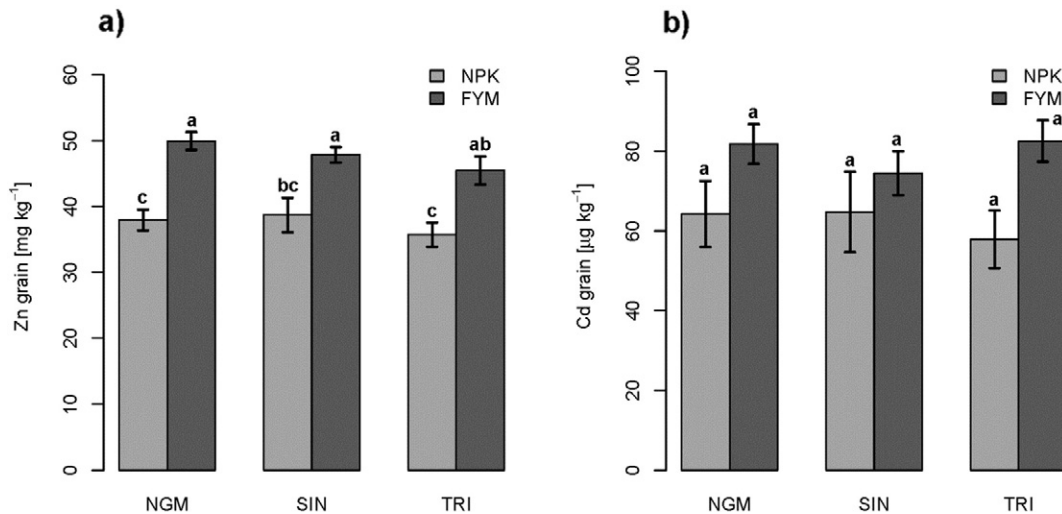 a)
Zn grain [mg kg⁻¹]
60
50
40
30
20
10
0
NPK
FYM
c
a
bc
a
c
ab
NGM
SIN
TRI
b)
Cd grain [µg kg⁻¹]
100
80
60
40
20
0
NPK
FYM
a
a
a
a
a
a
NGM
SIN
TRI